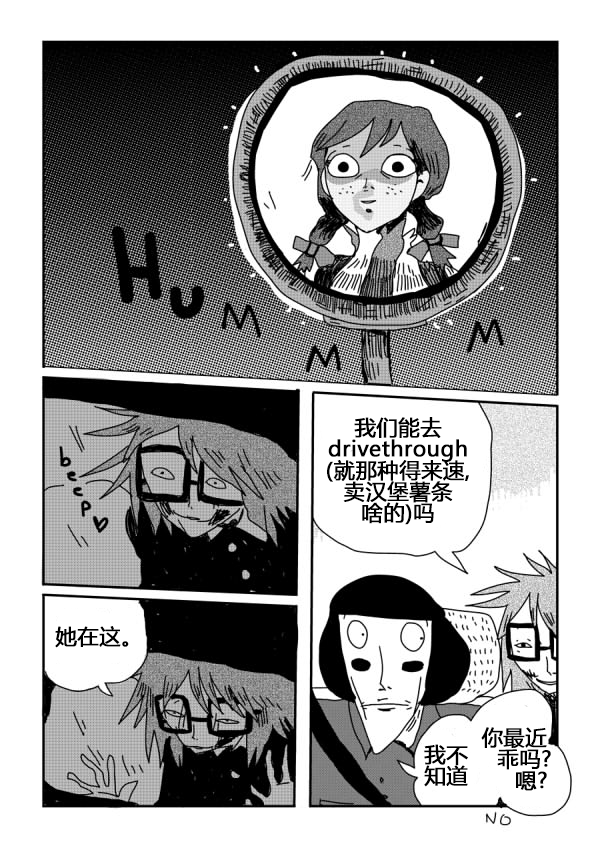 HUMMM
beep♡
她在这。
我们能去
drivethrough
(就那种得来速,
卖汉堡薯条
啥的)吗
你最近
乖吗?
嗯?
我不
知道
NO